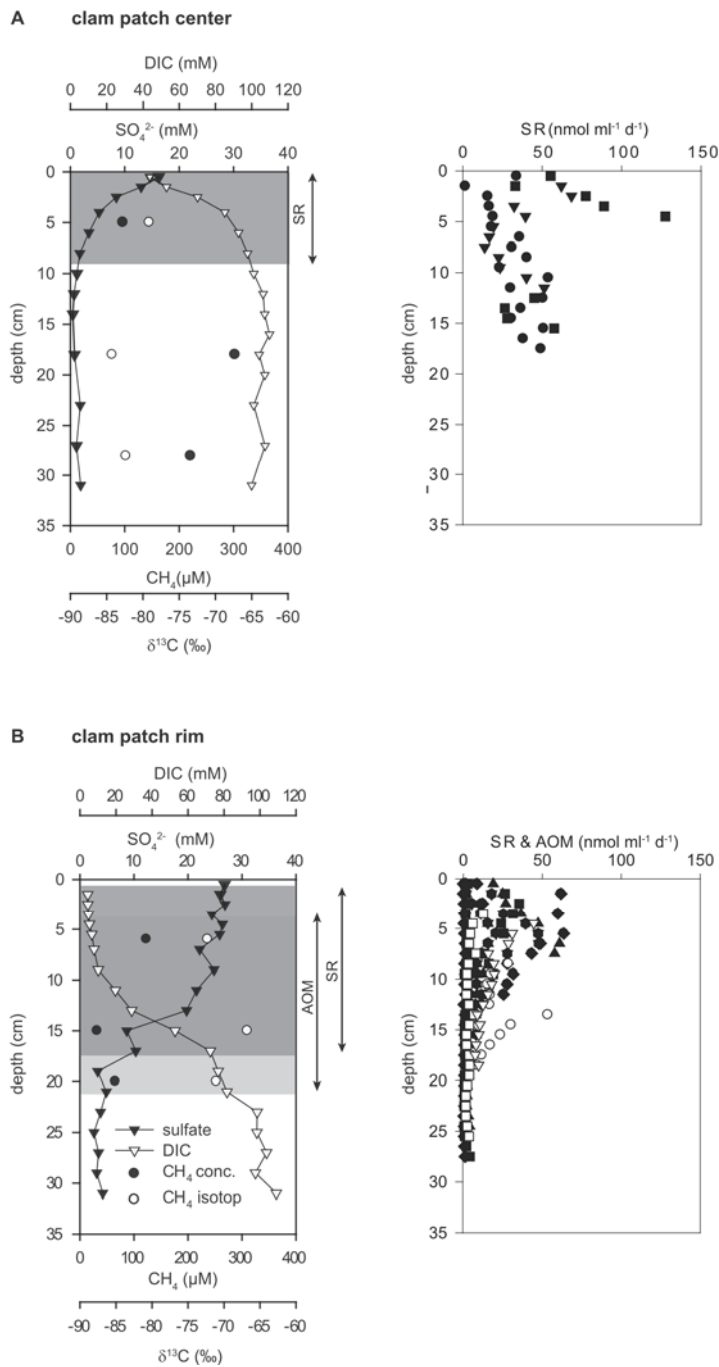 A clam patch center
DIC (mm)
0 20 40 60 80 100 120
SO₄²⁻ (mM)
0 10 20 30 40
SR (nmol ml⁻¹ d⁻¹)
0 50 100 150
depth (cm)
0
5
10
15
20
25
30
35
SR
depth (cm)
0
5
10
15
20
25
30
35
0 100 200 300 400
CH₄(µM)
-90 -85 -80 -75 -70 -65 -60
δ¹³C (‰)
B clam patch rim
DIC (mM)
0 20 40 60 80 100 120
SO₄²⁻ (mM)
0 10 20 30 40
SR & AOM (nmol ml⁻¹ d⁻¹)
0 50 100 150
depth (cm)
0
5
10
15
20
25
30
35
AOM
SR
sulfate
DIC
CH₄ conc.
CH₄ isotop
depth (cm)
0
5
10
15
20
25
30
35
0 100 200 300 400
CH₄ (µM)
-90 -85 -80 -75 -70 -65 -60
δ¹³C (‰)